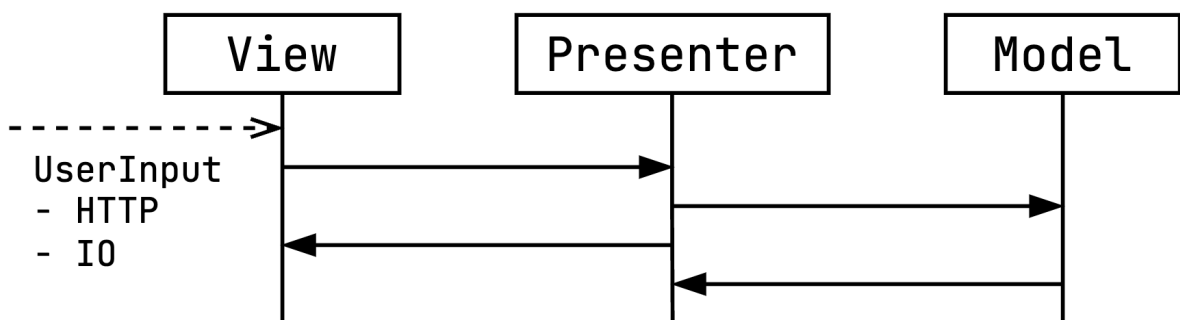 View
Presenter
Model
UserInput
- HTTP
- IO